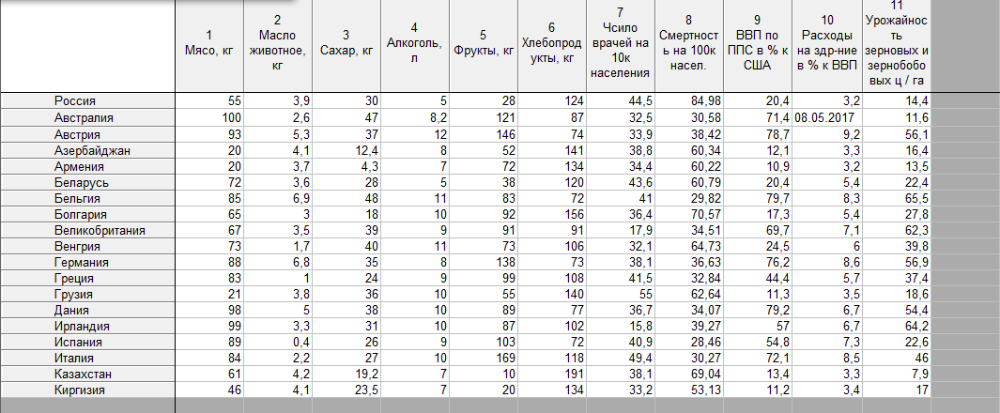 1 Мясо, кг | 2 Масло животное, кг | 3 Сахар, кг | 4 Алкоголь, л | 5 Фрукты, кг | 6 Хлебопродукты, кг | 7 Чсило врачей на 10к населения | 8 Смертность на 100к насел. | 9 ВВП по ППС в % к США | 10 Расходы на здр-ние в % к ВВП | 11 Урожайность зерновых и зернобобовых ц / га
Россия 55 3,9 30 5 28 124 44,5 84,98 20,4 3,2 14,4
Австралия 100 2,6 47 8,2 121 87 32,5 30,58 71,4 08.05.2017 11,6
Австрия 93 5,3 37 12 146 74 33,9 38,42 78,7 9,2 56,1
Азербайджан 20 4,1 12,4 8 52 141 38,8 60,34 12,1 3,3 16,4
Армения 20 3,7 4,3 7 72 134 34,4 60,22 10,9 3,2 13,5
Беларусь 72 3,6 28 5 38 120 43,6 60,79 20,4 5,4 22,4
Бельгия 85 6,9 48 11 83 72 41 29,82 79,7 8,3 65,5
Болгария 65 3 18 10 92 156 36,4 70,57 17,3 5,4 27,8
Великобритания 67 3,5 39 9 91 91 17,9 34,51 69,7 7,1 62,3
Венгрия 73 1,7 40 11 73 106 32,1 64,73 24,5 6 39,8
Германия 88 6,8 35 8 138 73 38,1 36,63 76,2 8,6 56,9
Греция 83 1 24 9 99 108 41,5 32,84 44,4 5,7 37,4
Грузия 21 3,8 36 10 55 140 55 62,64 11,3 3,5 18,6
Дания 98 5 38 10 89 77 36,7 34,07 79,2 6,7 54,4
Ирландия 99 3,3 31 10 87 102 15,8 39,27 57 6,7 64,2
Испания 89 0,4 26 9 103 72 40,9 28,46 54,8 7,3 22,6
Италия 84 2,2 27 10 169 118 49,4 30,27 72,1 8,5 46
Казахстан 61 4,2 19,2 7 10 191 38,1 69,04 13,4 3,3 7,9
Киргизия 46 4,1 23,5 7 20 134 33,2 53,13 11,2 3,4 17